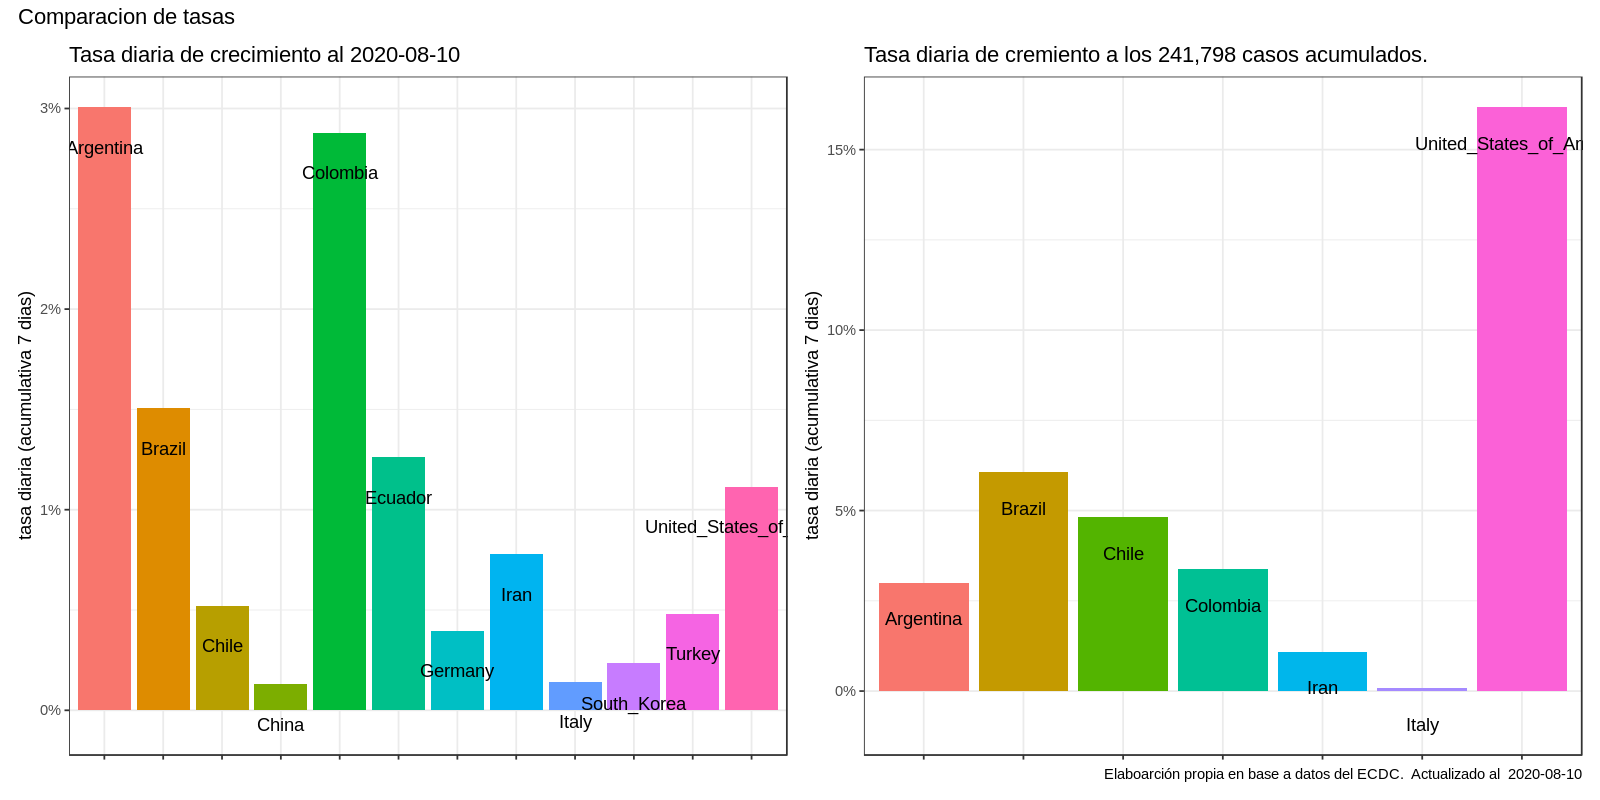 Comparacion de tasas
Tasa diaria de crecimiento al 2020-08-10
tasa diaria (acumulativa 7 dias)
3%
2%
1%
0%
Argentina
Brazil
Chile
China
Colombia
Ecuador
Germany
Iran
Italy
South_Korea
Turkey
United_States_of_
Tasa diaria de cremiento a los 241,798 casos acumulados.
tasa diaria (acumulativa 7 dias)
15%
10%
5%
0%
Argentina
Brazil
Chile
Colombia
Iran
Italy
United_States_of_Am
Elaboarción propia en base a datos del ECDC.  Actualizado al  2020-08-10